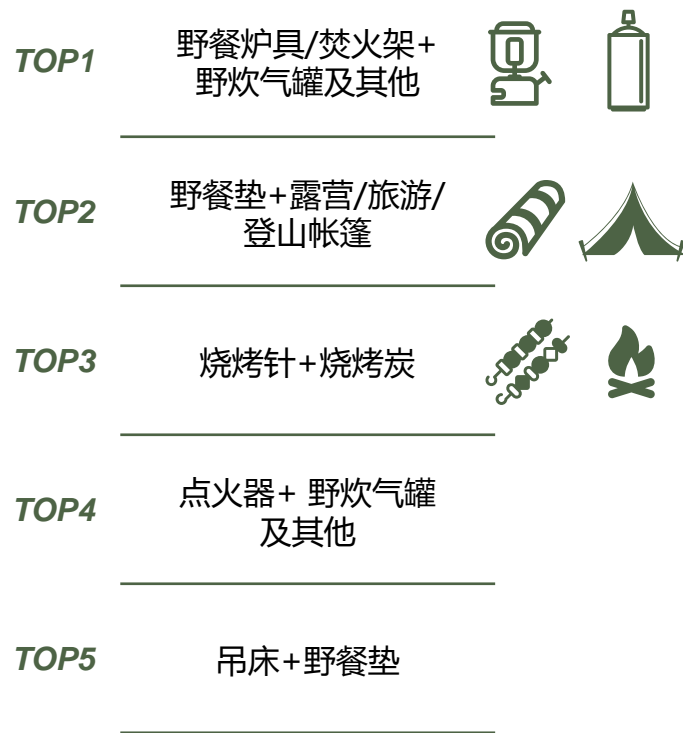 TOP1
野餐炉具/焚火架+
野炊气罐及其他
TOP2
野餐垫+露营/旅游/
登山帐篷
TOP3
烧烤针+烧烤炭
TOP4
点火器+ 野炊气罐
及其他
TOP5
吊床+野餐垫